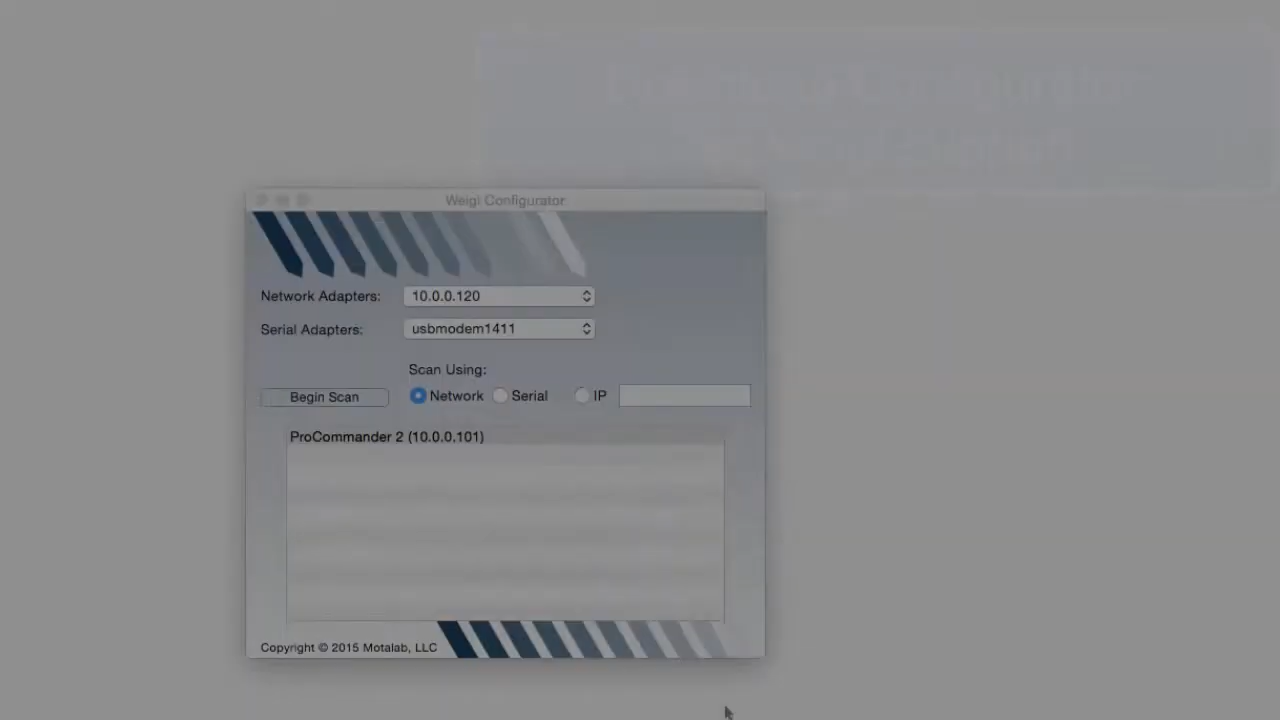 Weigl Configurator
Network Adapters: 10.0.0.120
Serial Adapters: usbmodem1411
Scan Using:
Begin Scan Network Serial IP
ProCommander 2 (10.0.0.101)
Copyright © 2015 Motalab, LLC